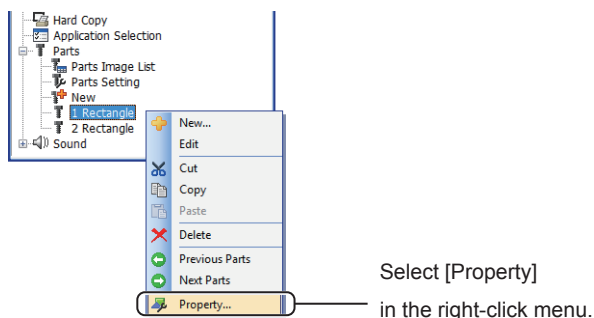 Hard Copy
Application Selection
Parts
Parts Image List
Parts Setting
New
1 Rectangle
2 Rectangle
Sound
New...
Edit
Cut
Copy
Paste
Delete
Previous Parts
Next Parts
Property...
Select [Property]
in the right-click menu.